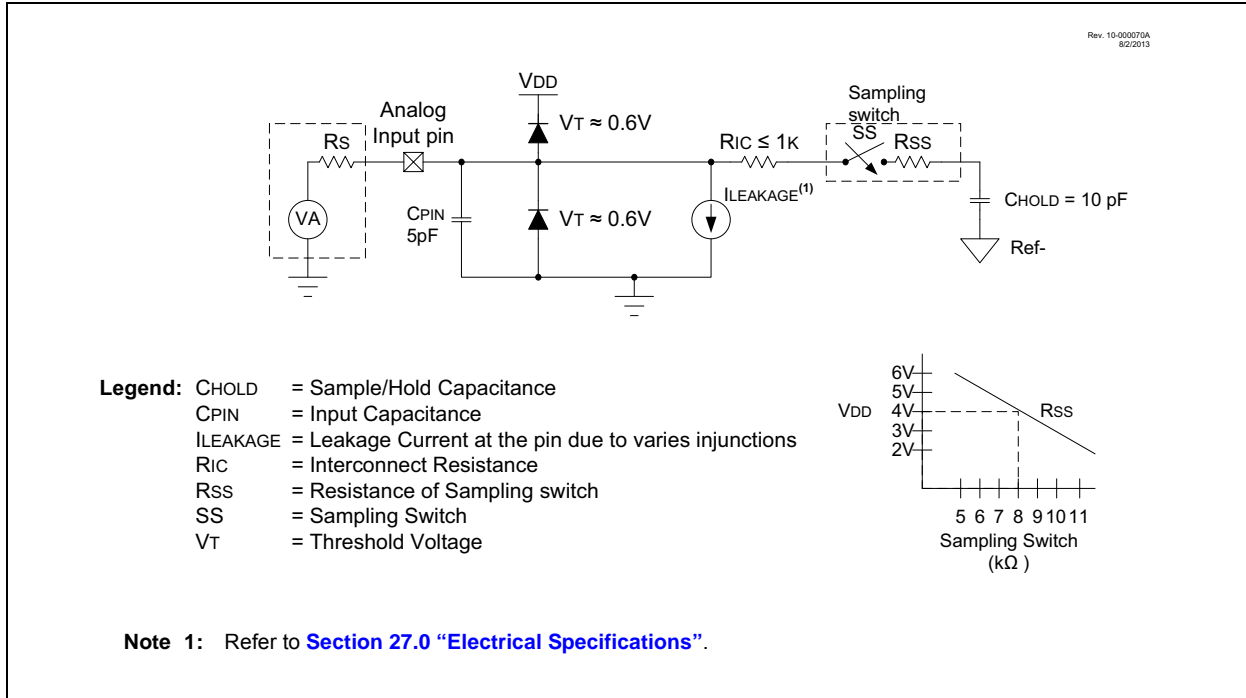 Rev. 10-000070A
8/2/2013
VDD
Analog
Input pin
VT ≈ 0.6V
RS
VA
CPIN
5pF
VT ≈ 0.6V
ILEAKAGE(1)
RIC ≤ 1K
Sampling
switch
SS
RSS
CHOLD = 10 pF
Ref-
Legend: CHOLD = Sample/Hold Capacitance
CPIN = Input Capacitance
ILEAKAGE = Leakage Current at the pin due to varies injunctions
RIC = Interconnect Resistance
RSS = Resistance of Sampling switch
SS = Sampling Switch
VT = Threshold Voltage
6V
5V
VDD 4V
3V
2V
RSS
5 6 7 8 9 10 11
Sampling Switch
(kΩ )
Note 1: Refer to Section 27.0 “Electrical Specifications”.